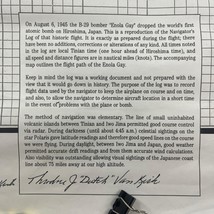 On August 6, 1945 the B-29 bomber "Enola Gay" dropped the world's first
atomic bomb on Hiroshima, Japan. This is a reproduction of the Navigator's
Log of that historic flight. It is exactly as prepared during the flight; there
have been no additions, corrections or alterations of any kind. All times noted
in the log are local Tinian time (one hour ahead of Hiroshima time), and
all speed and distance figures are in nautical miles (knots). The accompanying
map outlines the flight path of the Enola Gay.
Keep in mind the log was a working document and not prepared with the
view that it would go down in history. The purpose of the log was to record
flight data used by the navigator to keep the airplane on course and on time,
and also, to allow the navigator to determine aircraft location in a short time
in the event of problems with the plane or bomb.
The method of navigation was elementary. The line of small uninhabited
volcanic islands between Tinian and Iwo Jima permitted good course control
via radar. During darkness (until about 6.45 a.m.) celestial sightings on the
star Polaris gave latitude readings and therefore good speed lines on the course
we were flying. During daylight, between Iwo Jima and Japan, good weather
permitted accurate drift readings and from them accurate wind calculations.
Also visibility was outstanding allowing visual sightings of the Japanese coast
line about 75 miles away at our high altitude.
Theodore J "Dutch" Van Kirk